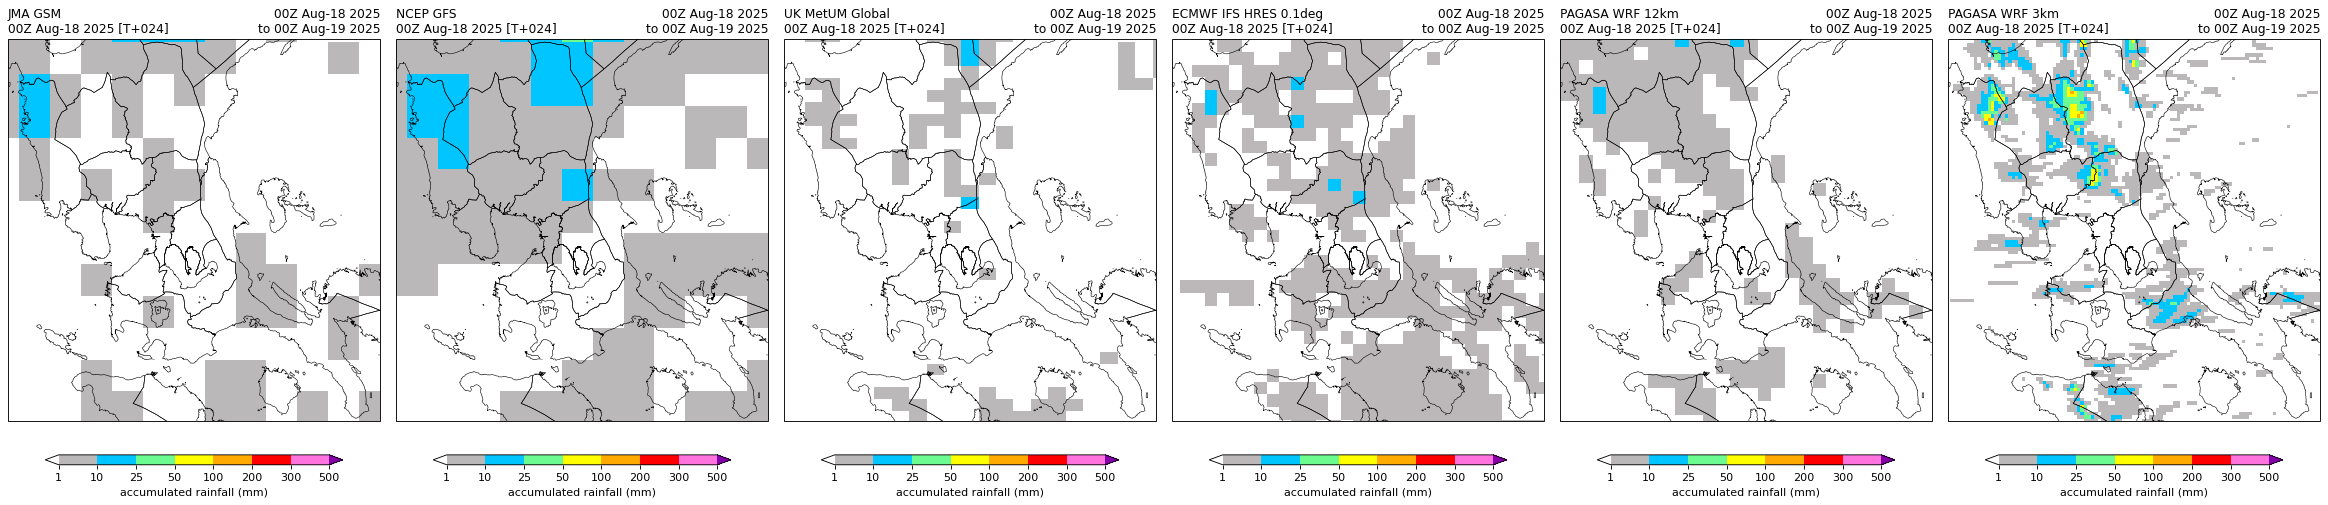 JMA GSM 00Z Aug-18 2025
00Z Aug-18 2025 [T+024] to 00Z Aug-19 2025
NCEP GFS 00Z Aug-18 2025
00Z Aug-18 2025 [T+024] to 00Z Aug-19 2025
UK MetUM Global 00Z Aug-18 2025
00Z Aug-18 2025 [T+024] to 00Z Aug-19 2025
ECMWF IFS HRES 0.1deg 00Z Aug-18 2025
00Z Aug-18 2025 [T+024] to 00Z Aug-19 2025
PAGASA WRF 12km 00Z Aug-18 2025
00Z Aug-18 2025 [T+024] to 00Z Aug-19 2025
PAGASA WRF 3km 00Z Aug-18 2025
00Z Aug-18 2025 [T+024] to 00Z Aug-19 2025
1 10 25 50 100 200 300 500
accumulated rainfall (mm)
1 10 25 50 100 200 300 500
accumulated rainfall (mm)
1 10 25 50 100 200 300 500
accumulated rainfall (mm)
1 10 25 50 100 200 300 500
accumulated rainfall (mm)
1 10 25 50 100 200 300 500
accumulated rainfall (mm)
1 10 25 50 100 200 300 500
accumulated rainfall (mm)